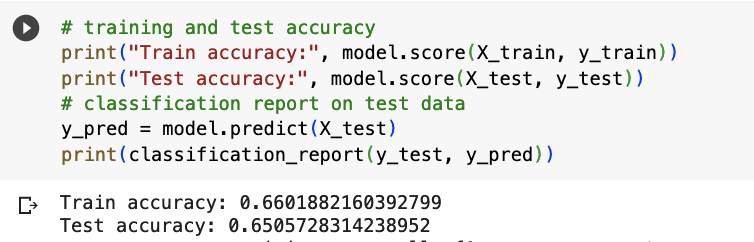 # training and test accuracy
print("Train accuracy:", model.score(X_train, y_train))
print("Test accuracy:", model.score(X_test, y_test))
# classification report on test data
y_pred = model.predict(X_test)
print(classification_report(y_test, y_pred))
Train accuracy: 0.6601882160392799
Test accuracy: 0.6505728314238952